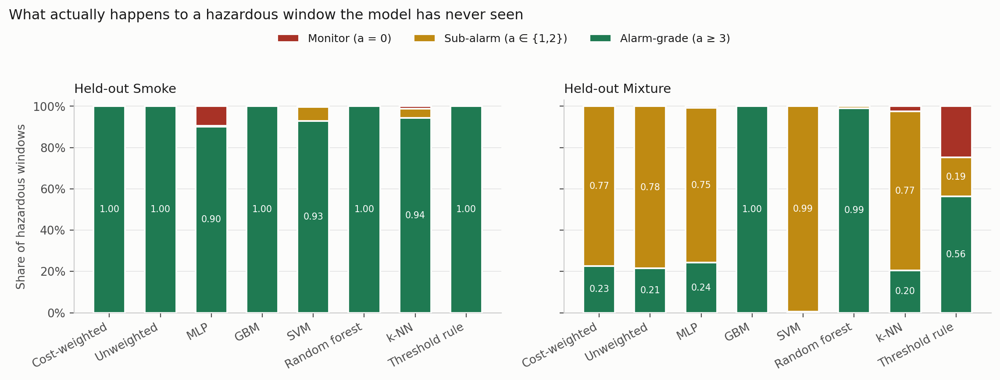 What actually happens to a hazardous window the model has never seen
Monitor (a = 0) Sub-alarm (a ∈ {1,2}) Alarm-grade (a ≥ 3)
Held-out Smoke
Share of hazardous windows
100%
80%
60%
40%
20%
0%
1.00 1.00 0.90 1.00 0.93 1.00 0.94 1.00
Cost-weighted Unweighted MLP GBM SVM Random forest k-NN Threshold rule
Held-out Mixture
0.77 0.78 0.75 1.00 0.99 0.99 0.77 0.19
0.56
0.23 0.21 0.24 0.20
Cost-weighted Unweighted MLP GBM SVM Random forest k-NN Threshold rule